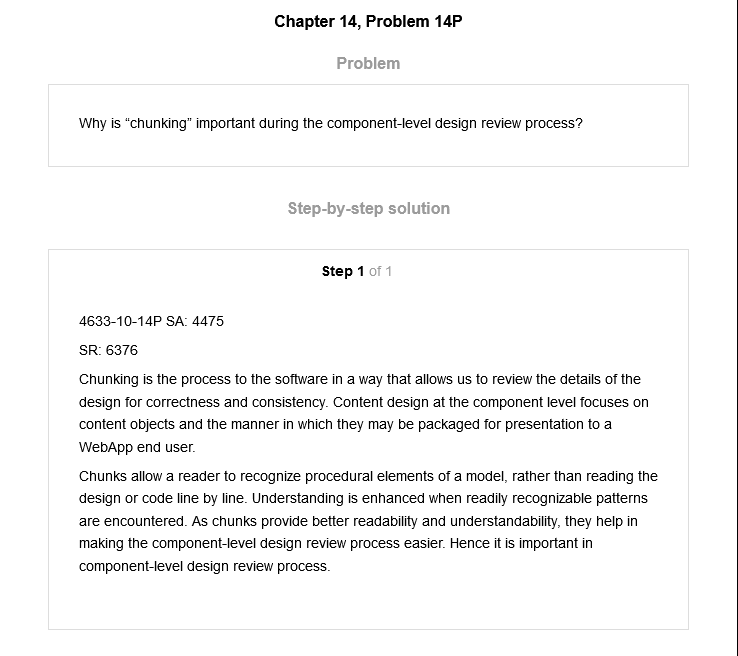 Chapter 14, Problem 14P
Problem
Why is “chunking” important during the component-level design review process?
Step-by-step solution
Step 1 of 1
4633-10-14P SA: 4475
SR: 6376
Chunking is the process to the software in a way that allows us to review the details of the
design for correctness and consistency. Content design at the component level focuses on
content objects and the manner in which they may be packaged for presentation to a
WebApp end user.
Chunks allow a reader to recognize procedural elements of a model, rather than reading the
design or code line by line. Understanding is enhanced when readily recognizable patterns
are encountered. As chunks provide better readability and understandability, they help in
making the component-level design review process easier. Hence it is important in
component-level design review process.